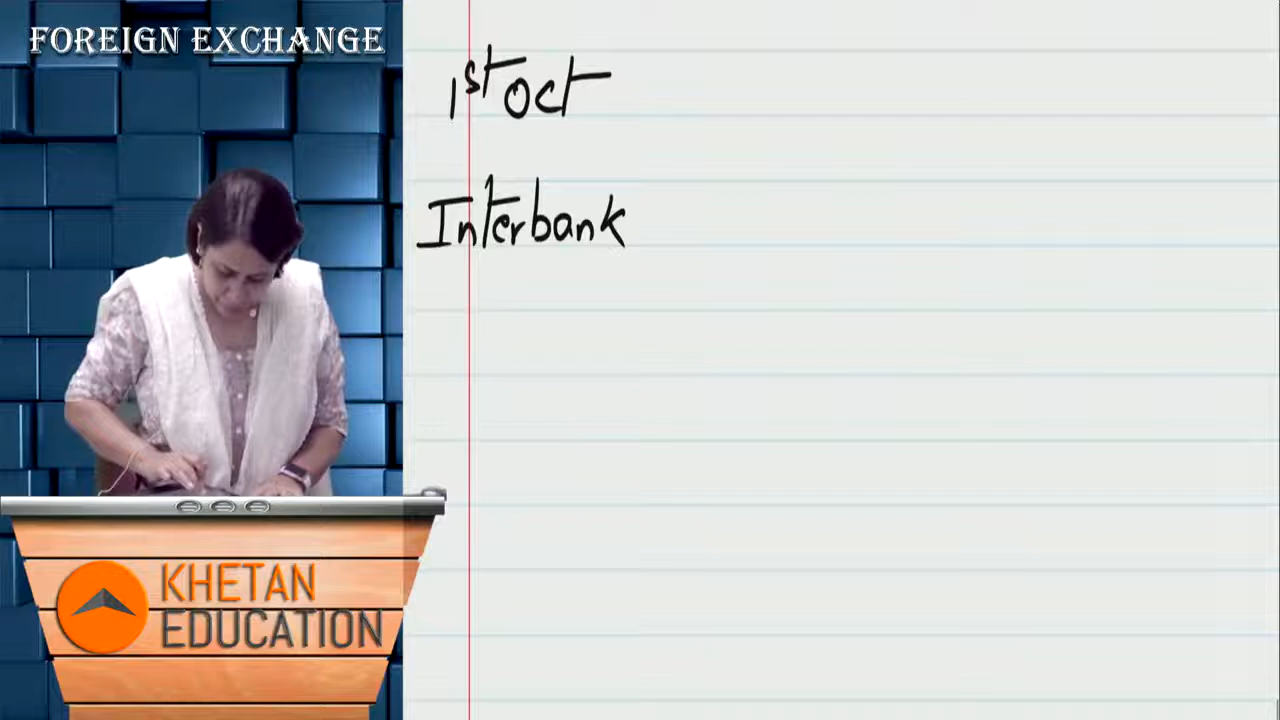 FOREIGN EXCHANGE
1st Oct
Interbank
KHETAN
EDUCATION